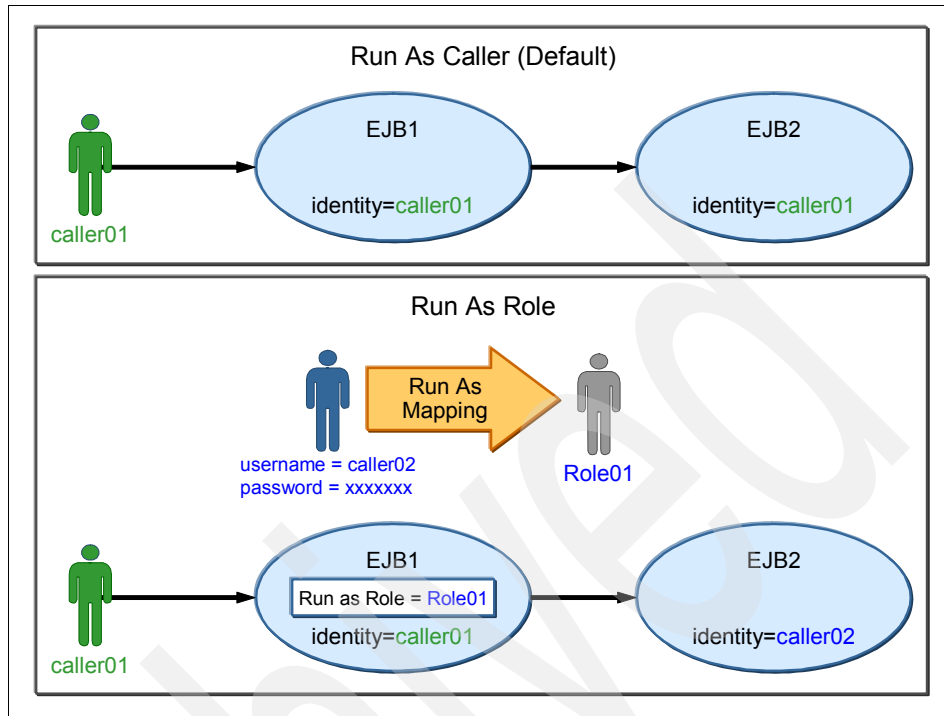 Run As Caller (Default)
EJB1
EJB2
identity=caller01
identity=caller01
caller01
Run As Role
Run As
Mapping
username = caller02
password = xxxxxxx
Role01
EJB1
EJB2
Run as Role = Role01
identity=caller01
identity=caller02
caller01